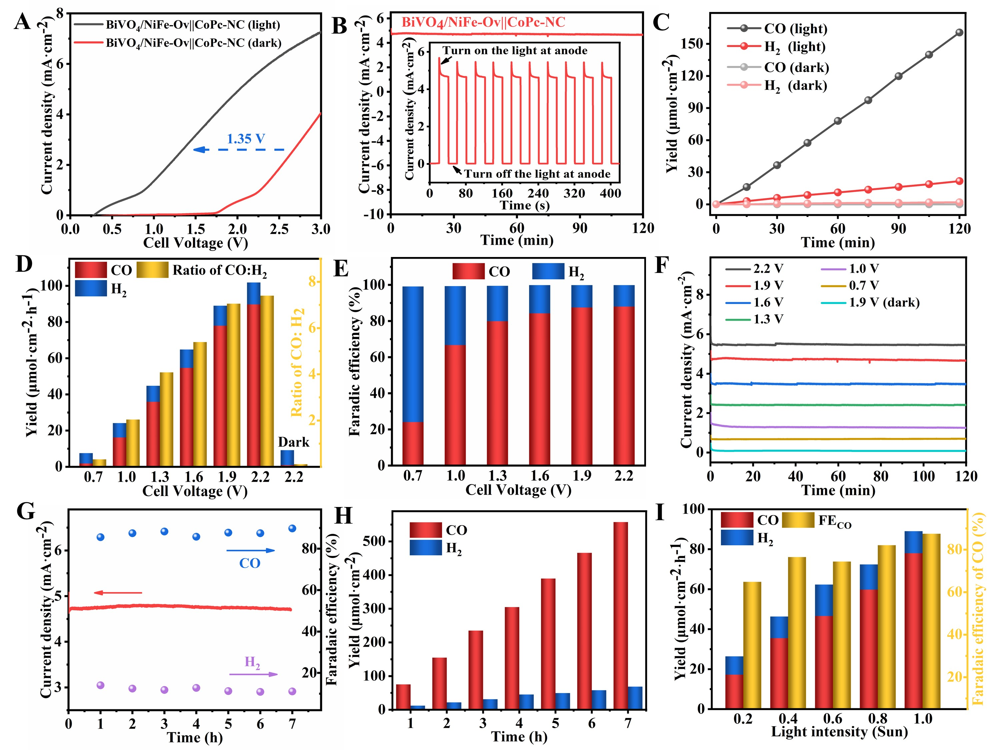 A
8
6
4
2
0
Current density (mA·cm-2)
BiVO4/NiFe-Ov||CoPc-NC (light)
BiVO4/NiFe-Ov||CoPc-NC (dark)
1.35 V
0.0 0.5 1.0 1.5 2.0 2.5 3.0
Cell Voltage (V)
B
6
4
2
0
-2
-4
-6
-8
-10
Current density (mA·cm-2)
BiVO4/NiFe-Ov||CoPc-NC
6
4
2
0
Current density (mA·cm-2)
Turn on the light at anode
Turn off the light at anode
0 80 160 240 320 400
Time (s)
0 30 60 90 120
Time (min)
C
150
120
90
60
30
0
Yield (μmol·cm-2)
CO (light)
H2 (light)
CO (dark)
H2 (dark)
0 30 60 90 120
Time (min)
D
CO
Ratio of CO:H2
H2
100
80
60
40
20
0
Yield (μmol·cm-2·h-1)
8
6
4
2
Ratio of CO: H2
Dark
0.7 1.0 1.3 1.6 1.9 2.2 2.2
Cell Voltage (V)
E
CO
H2
100
80
60
40
20
0
Faradic efficiency (%)
0.7 1.0 1.3 1.6 1.9 2.2
Cell Voltage (V)
F
2.2 V
1.9 V
1.6 V
1.3 V
1.0 V
0.7 V
1.9 V (dark)
8
6
4
2
0
Current density (mA·cm-2)
0 20 40 60 80 100 120
Time (min)
G
6
5
4
3
Current density (mA·cm-2)
CO
H2
80
60
40
20
Faradaic efficiency (%)
0 1 2 3 4 5 6 7
Time (h)
H
CO
H2
500
400
300
200
100
0
Yield (μmol·cm-2)
1 2 3 4 5 6 7
Time (h)
I
CO
FECO
H2
100
80
60
40
20
0
Yield (μmol·cm-2·h-1)
80
60
40
20
Faradaic efficiency of CO (%)
0.2 0.4 0.6 0.8 1.0
Light intensity (Sun)